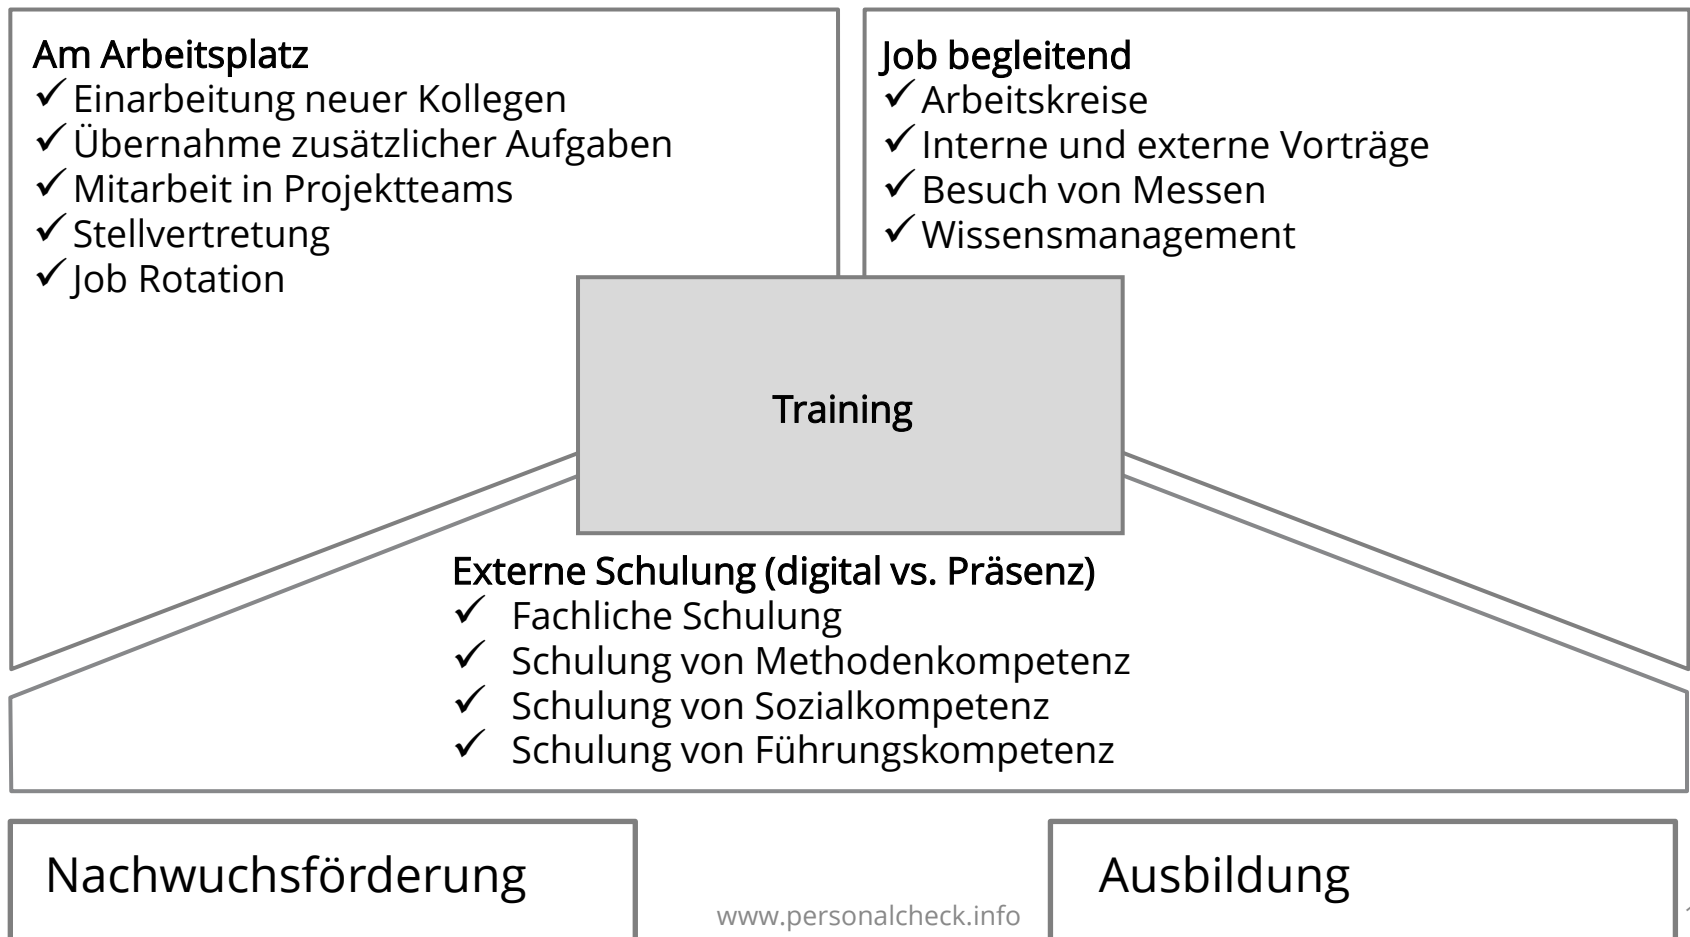 Am Arbeitsplatz
✓ Einarbeitung neuer Kollegen
✓ Übernahme zusätzlicher Aufgaben
✓ Mitarbeit in Projektteams
✓ Stellvertretung
✓ Job Rotation
Job begleitend
✓ Arbeitskreise
✓ Interne und externe Vorträge
✓ Besuch von Messen
✓ Wissensmanagement
Training
Externe Schulung (digital vs. Präsenz)
✓ Fachliche Schulung
✓ Schulung von Methodenkompetenz
✓ Schulung von Sozialkompetenz
✓ Schulung von Führungskompetenz
Nachwuchsförderung
Ausbildung
www.personalcheck.info